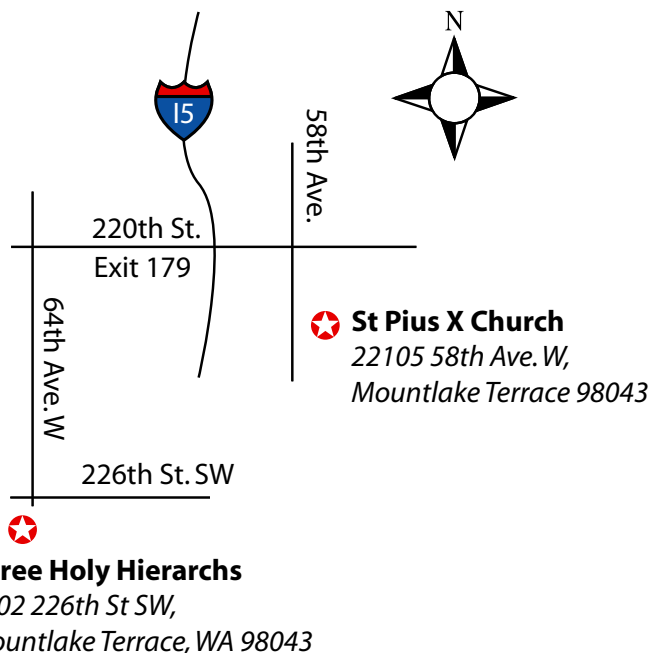 N
I5
58th Ave.
220th St.
Exit 179
64th Ave. W
St Pius X Church
22105 58th Ave. W,
Mountlake Terrace 98043
226th St. SW
ree Holy Hierarchs
02 226th St SW,
ountlake Terrace, WA 98043